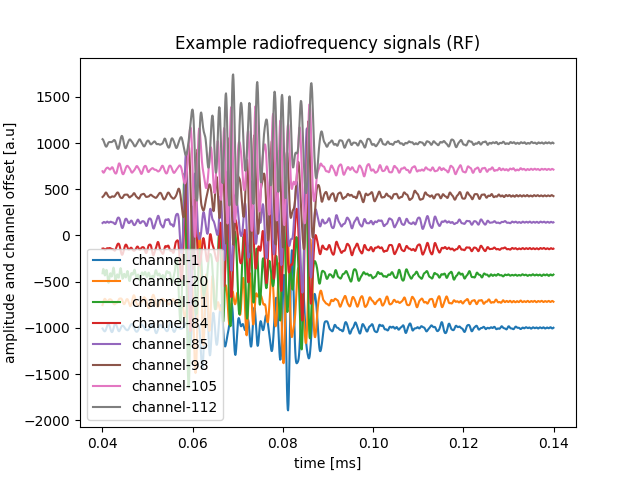 Example radiofrequency signals (RF)
amplitude and channel offset [a.u]
1500
1000
500
0
−500
−1000
−1500
−2000
channel-1
channel-20
channel-61
channel-84
channel-85
channel-98
channel-105
channel-112
0.04 0.06 0.08 0.10 0.12 0.14
time [ms]